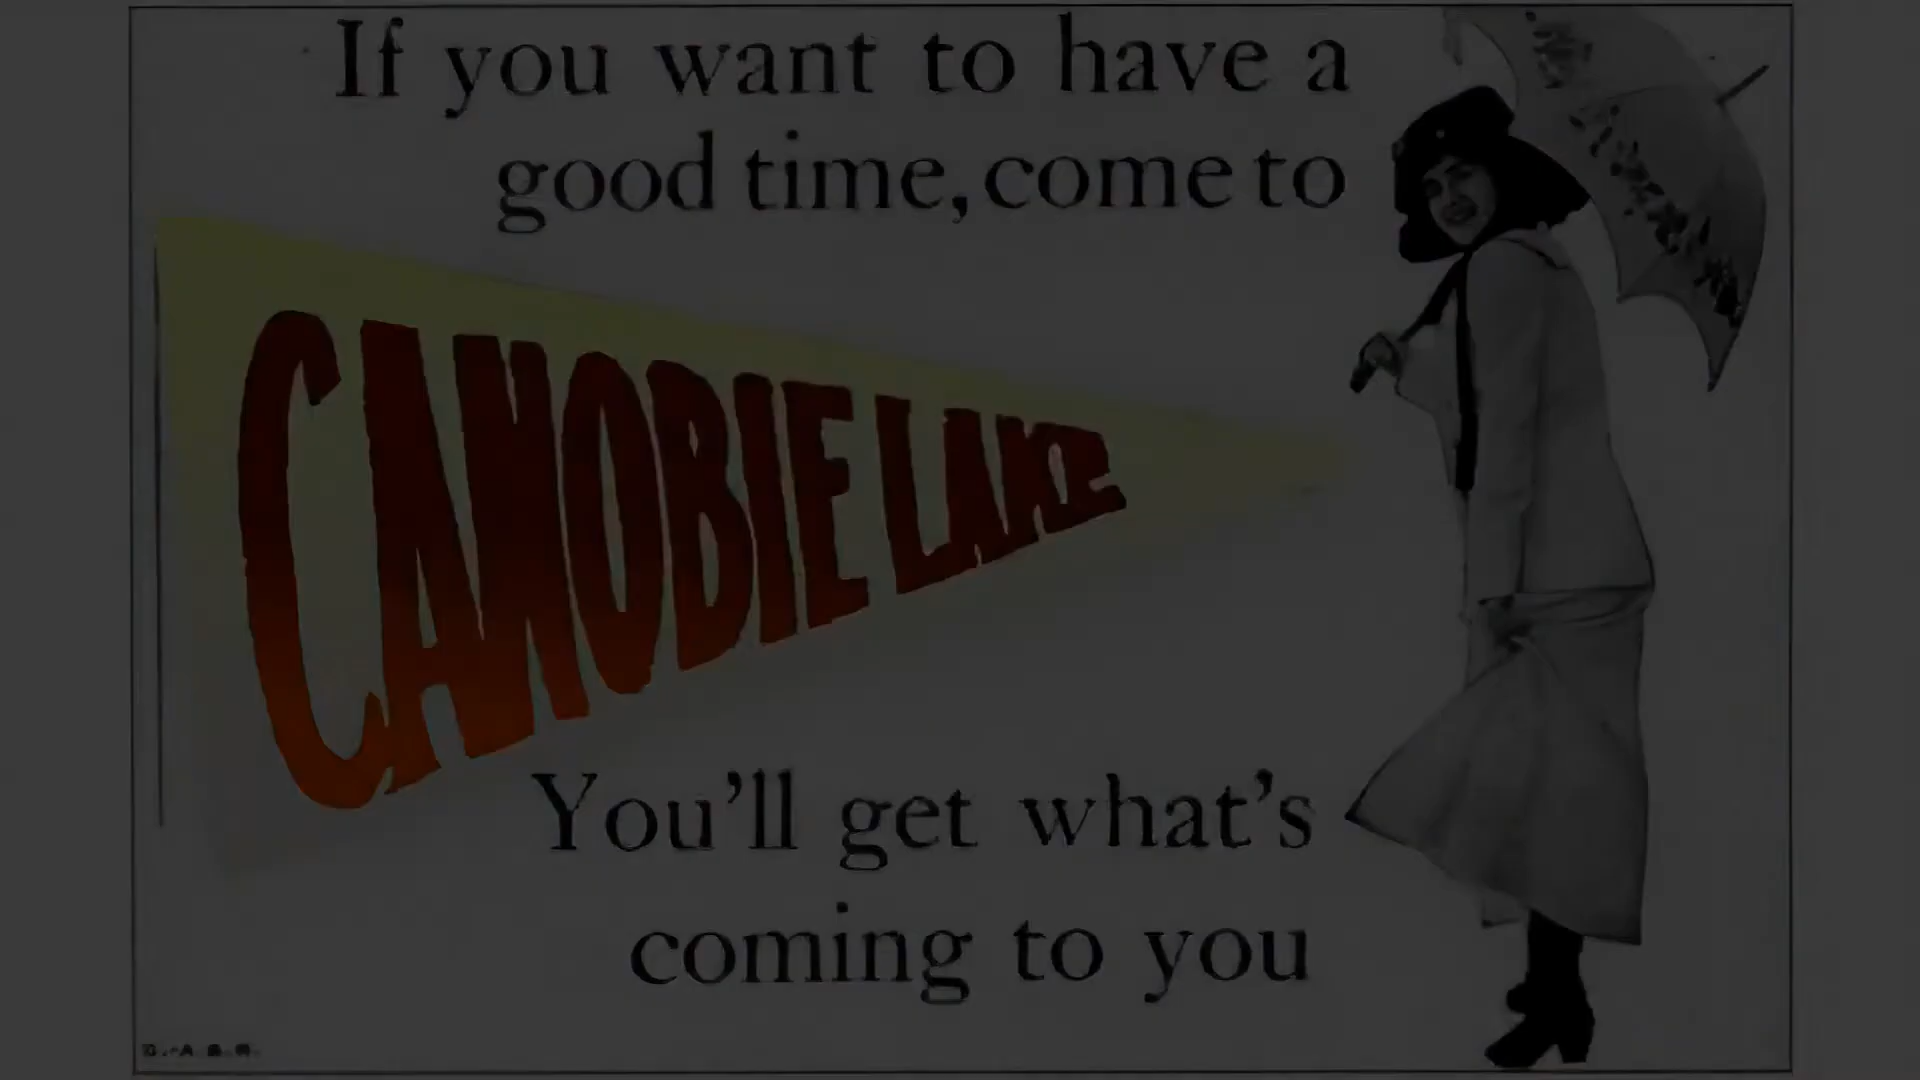 If you want to have a
good time, come to
CANOBIE LAKE
You'll get what's
coming to you